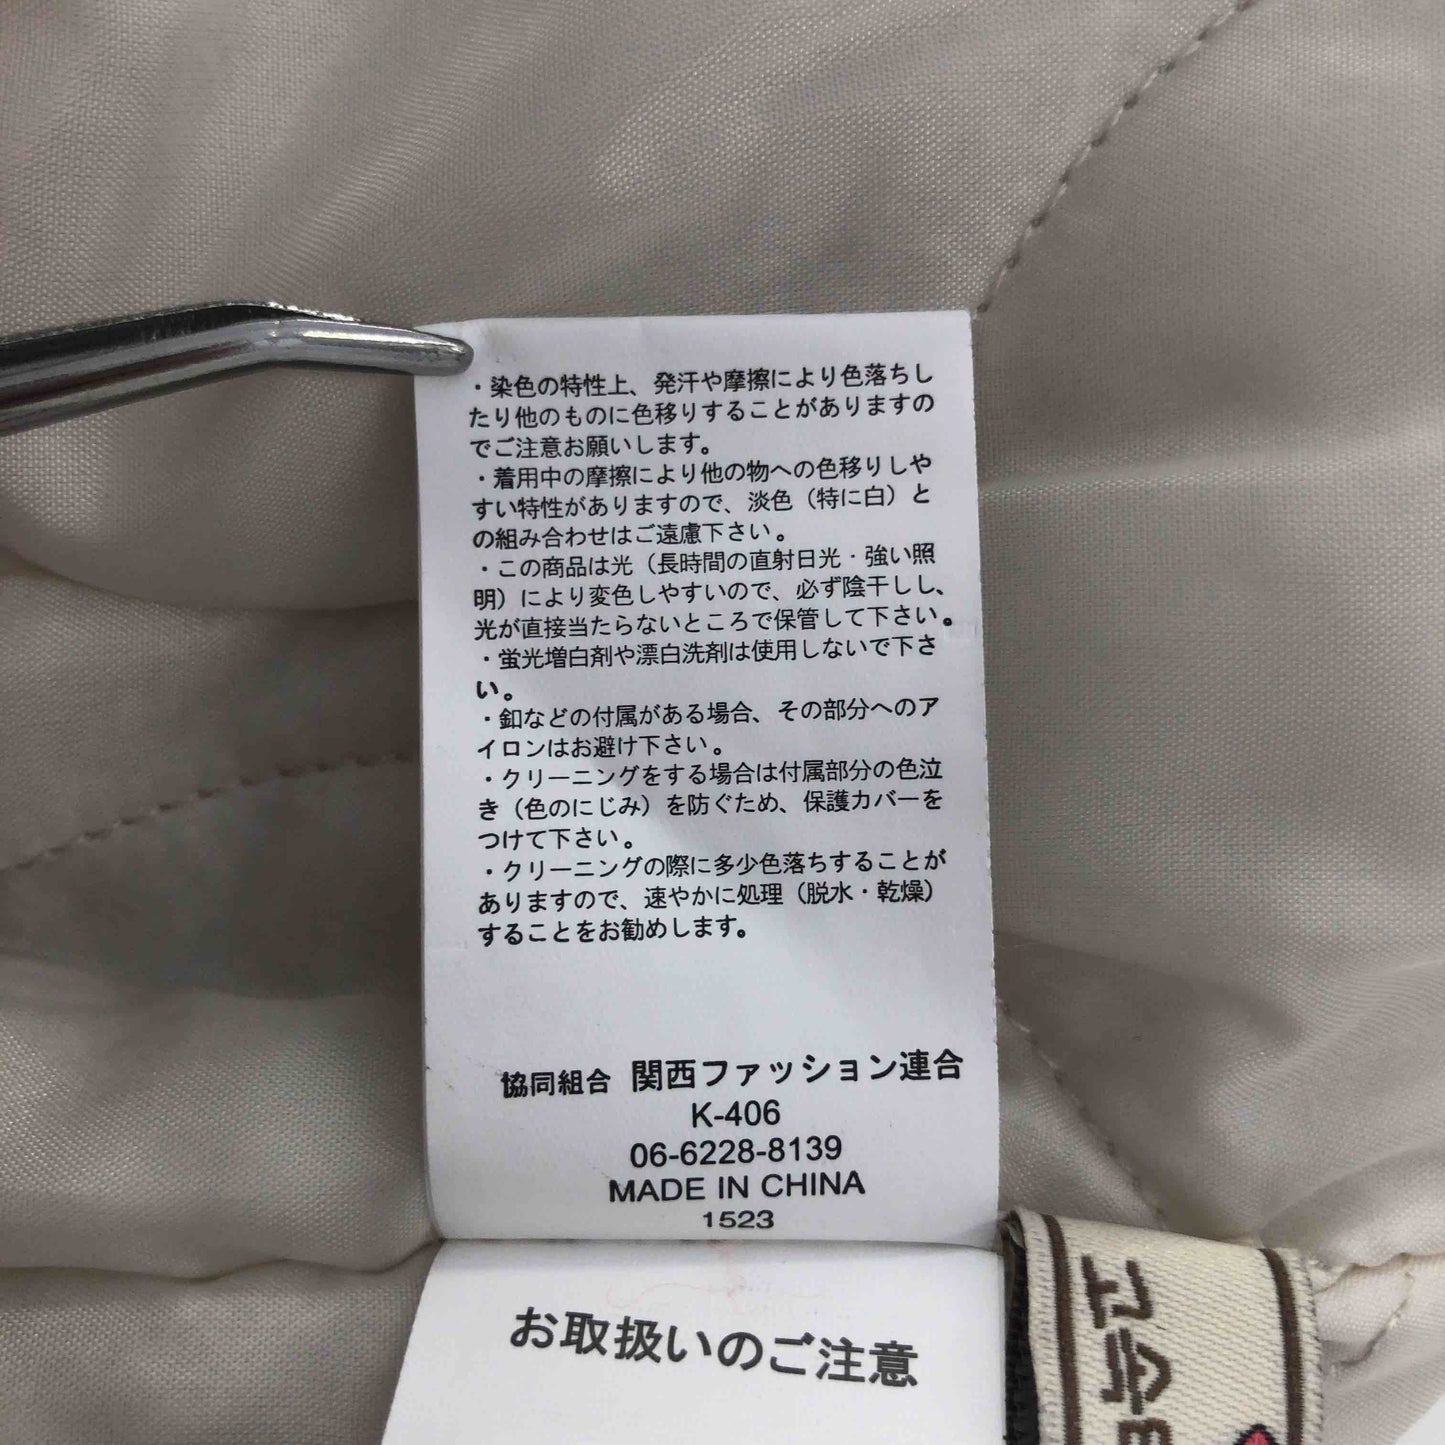 ・染色の特性上、発汗や摩擦により色落ちし
たり他のものに色移りすることがありますの
でご注意お願いします。
・着用中の摩擦により他の物への色移りしや
すい特性がありますので、淡色（特に白）と
の組み合わせはご遠慮下さい。
・この商品は光（長時間の直射日光・強い照
明）により変色しやすいので、必ず陰干しし、
光が直接当たらないところで保管して下さい。
・蛍光増白剤や漂白洗剤は使用しないで下さ
い。
・釦などの付属がある場合、その部分へのア
イロンはお避け下さい。
・クリーニングをする場合は付属部分の色泣
き（色のにじみ）を防ぐため、保護カバーを
つけて下さい。
・クリーニングの際に多少色落ちすることが
ありますので、速やかに処理（脱水・乾燥）
することをお勧めします。
協同組合 関西ファッション連合
K-406
06-6228-8139
MADE IN CHINA
1523
お取扱いのご注意